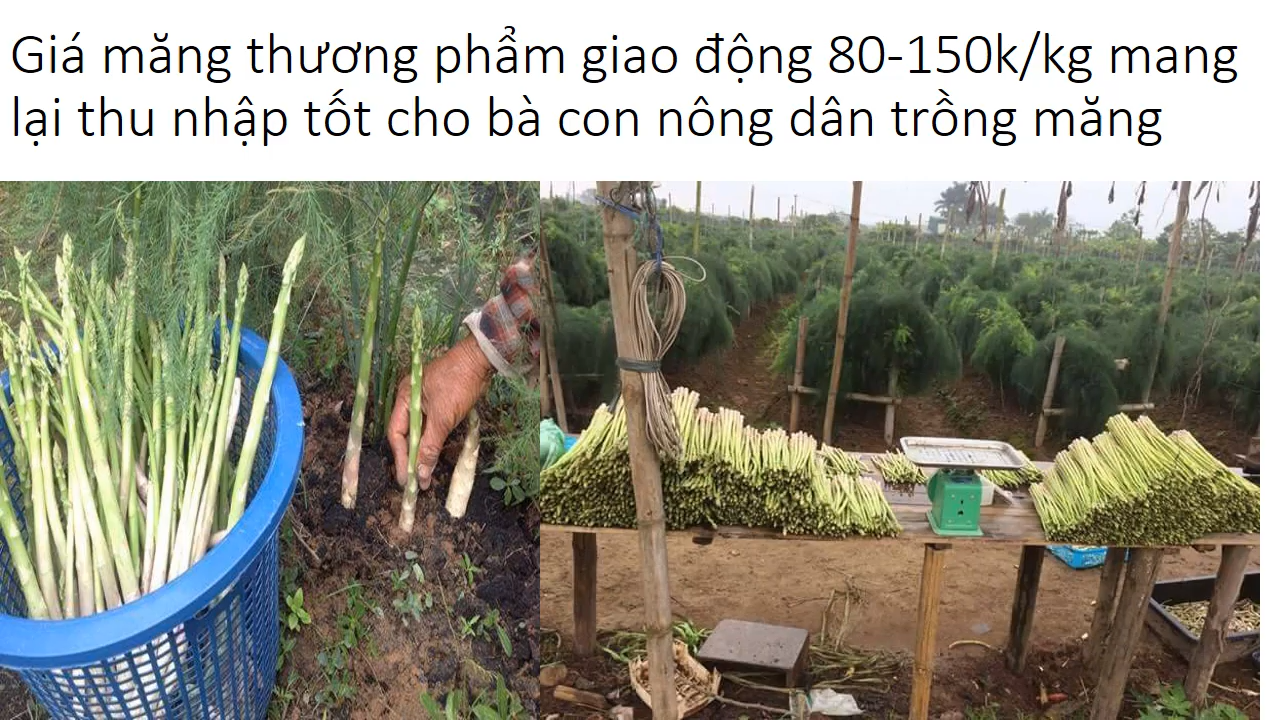 Giá măng thương phẩm giao động 80-150k/kg mang
lại thu nhập tốt cho bà con nông dân trồng măng